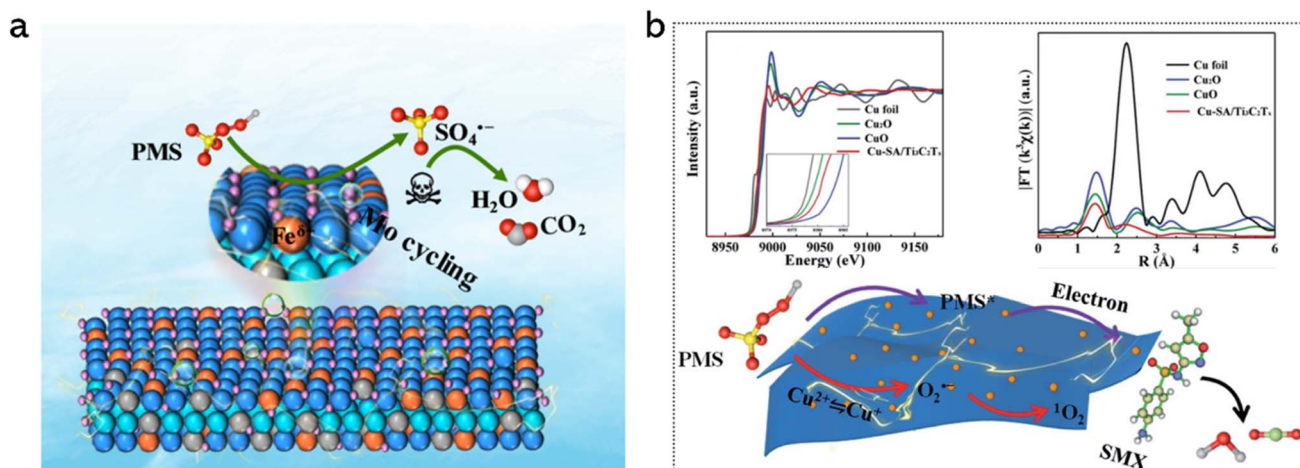 a
PMS
SO₄•−
H₂O
CO₂
Feδ+
Mo cycling
b
Intensity (a.u.)
Cu foil
Cu₂O
CuO
Cu-SA/Ti₃C₂Tₓ
8950 9000 9050 9100 9150
Energy (eV)
|FT (k³χ(k))| (a.u.)
Cu foil
Cu₂O
CuO
Cu-SA/Ti₃C₂Tₓ
0 1 2 3 4 5 6
R (Å)
PMS
PMS*
Electron
Cu²⁺⇌Cu⁺
O₂•−
¹O₂
SMX